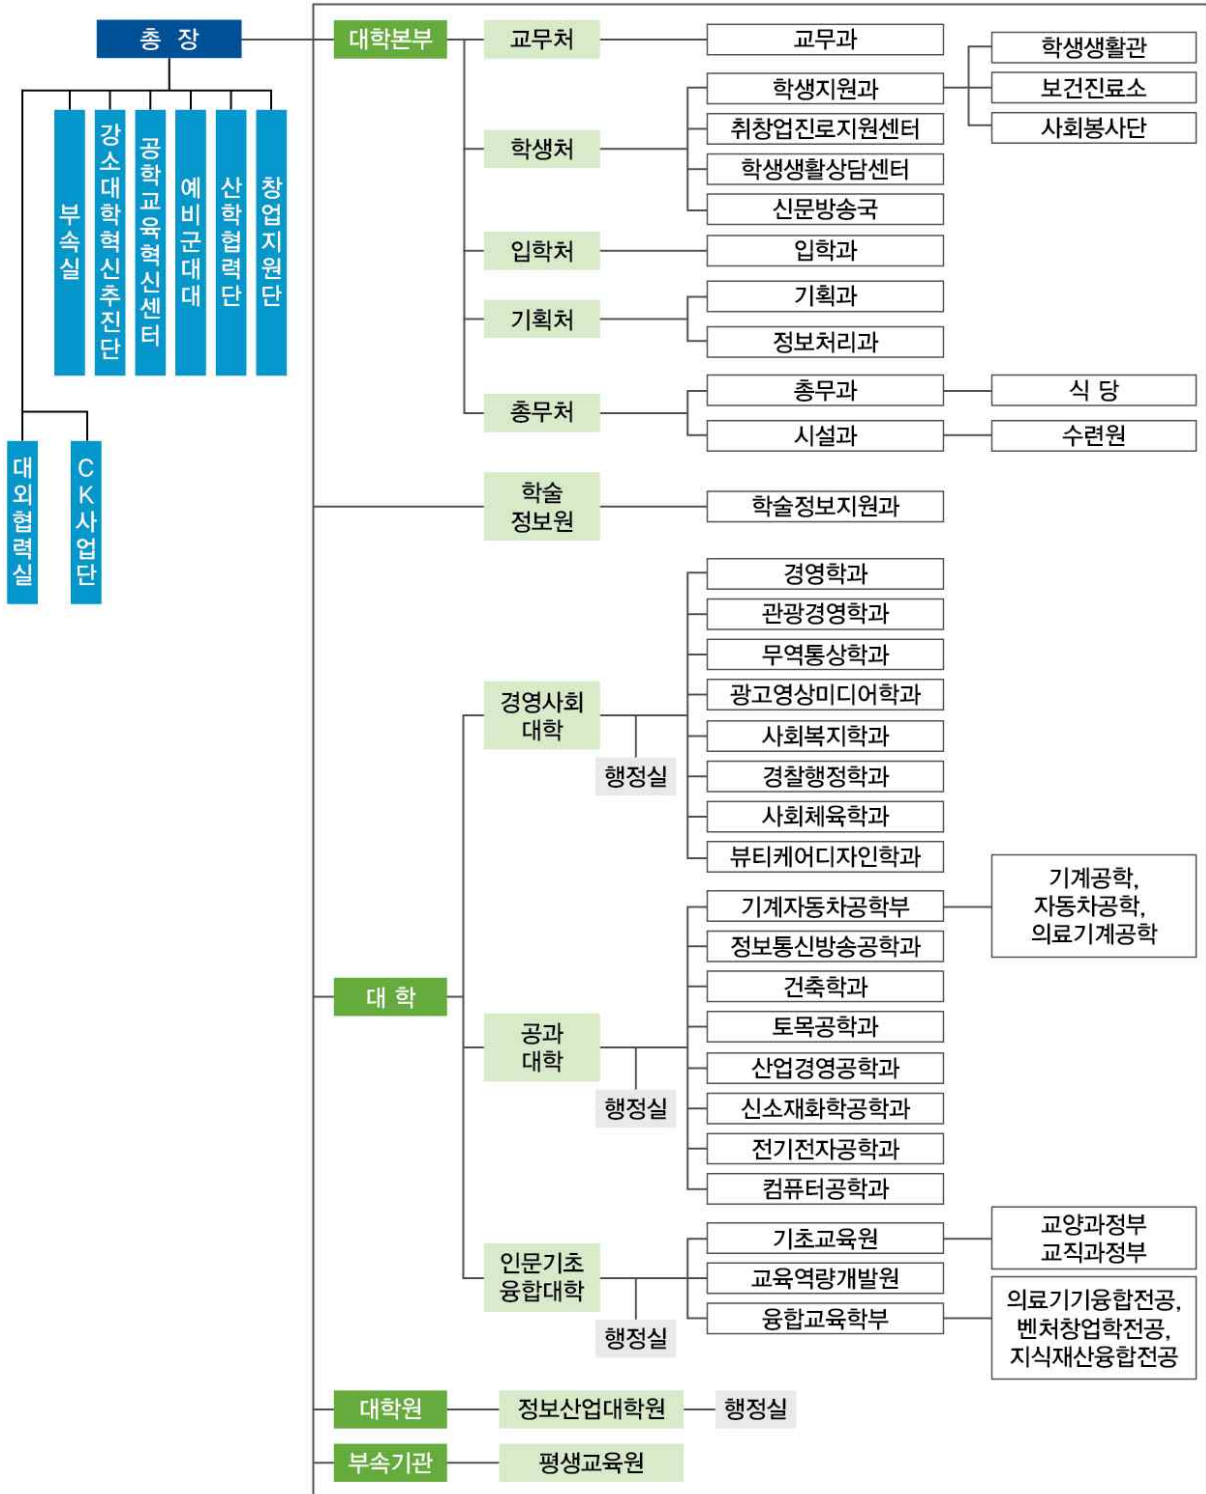 총 장
부속실
강소대학혁신추진단
공학교육혁신센터
예비군대대
산학협력단
창업지원단
대외협력실
CK사업단
대학본부
교무처
교무과
학생처
학생지원과
학생생활관
보건진료소
사회봉사단
취창업진로지원센터
학생생활상담센터
신문방송국
입학처
입학과
기획처
기획과
정보처리과
총무처
총무과
식 당
시설과
수련원
학술
정보원
학술정보지원과
대 학
경영사회
대학
행정실
경영학과
관광경영학과
무역통상학과
광고영상미디어학과
사회복지학과
경찰행정학과
사회체육학과
뷰티케어디자인학과
공과
대학
행정실
기계자동차공학부
기계공학,
자동차공학,
의료기계공학
정보통신방송공학과
건축학과
토목공학과
산업경영공학과
신소재화학공학과
전기전자공학과
컴퓨터공학과
인문기초
융합대학
행정실
기초교육원
교양과정부
교직과정부
교육역량개발원
융합교육학부
의료기기융합전공,
벤처창업학전공,
지식재산융합전공
대학원
정보산업대학원
행정실
부속기관
평생교육원